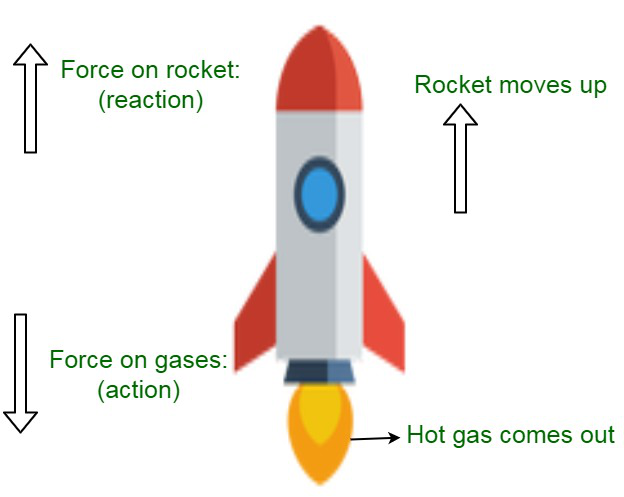 Force on rocket:
(reaction)
Rocket moves up
Force on gases:
(action)
Hot gas comes out